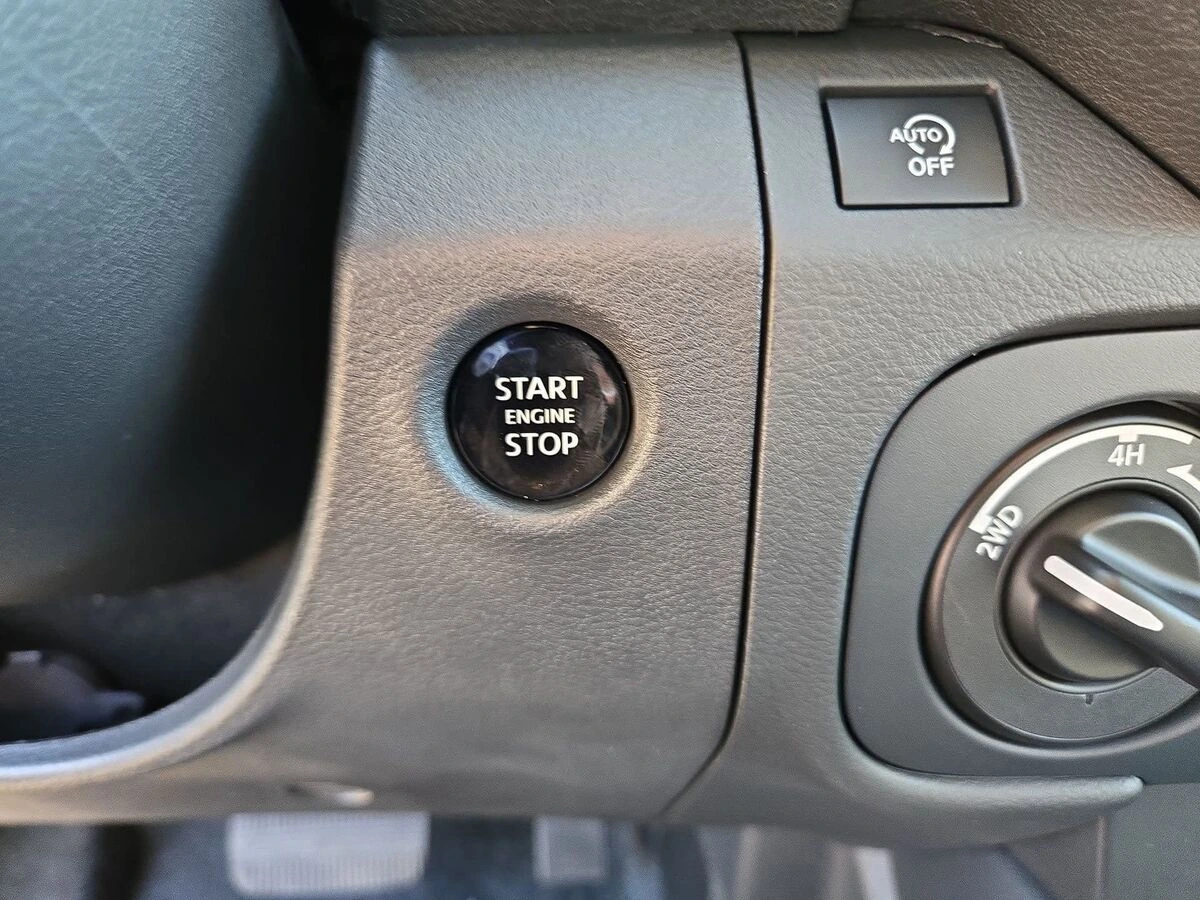 AUTO
OFF
START
ENGINE
STOP
4H
2WD